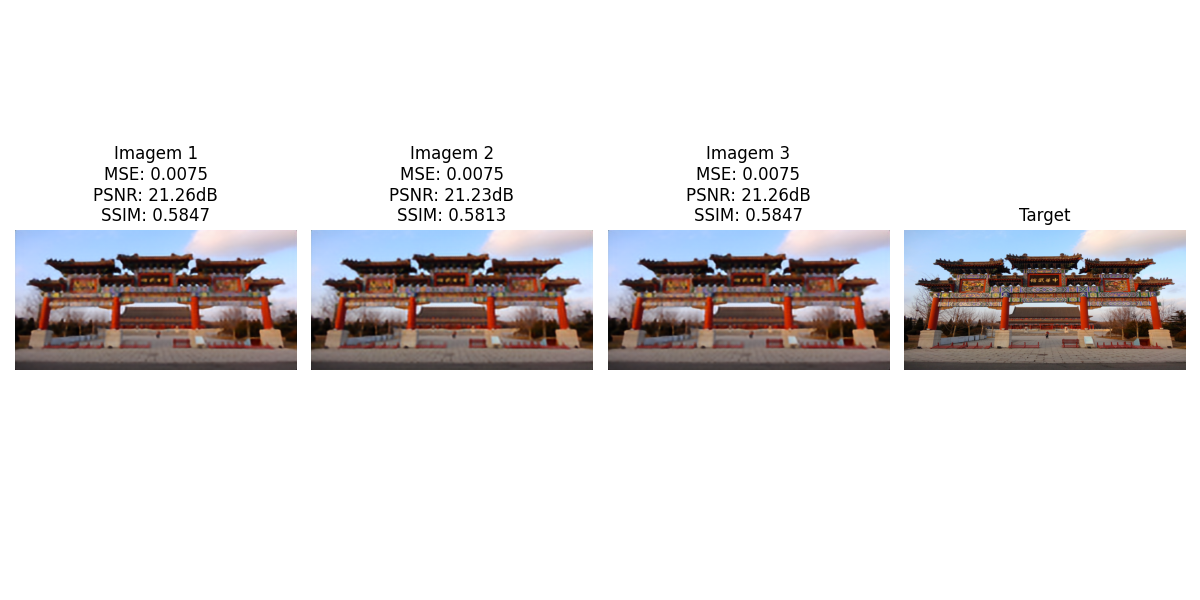 Imagem 1
MSE: 0.0075
PSNR: 21.26dB
SSIM: 0.5847
Imagem 2
MSE: 0.0075
PSNR: 21.23dB
SSIM: 0.5813
Imagem 3
MSE: 0.0075
PSNR: 21.26dB
SSIM: 0.5847
Target